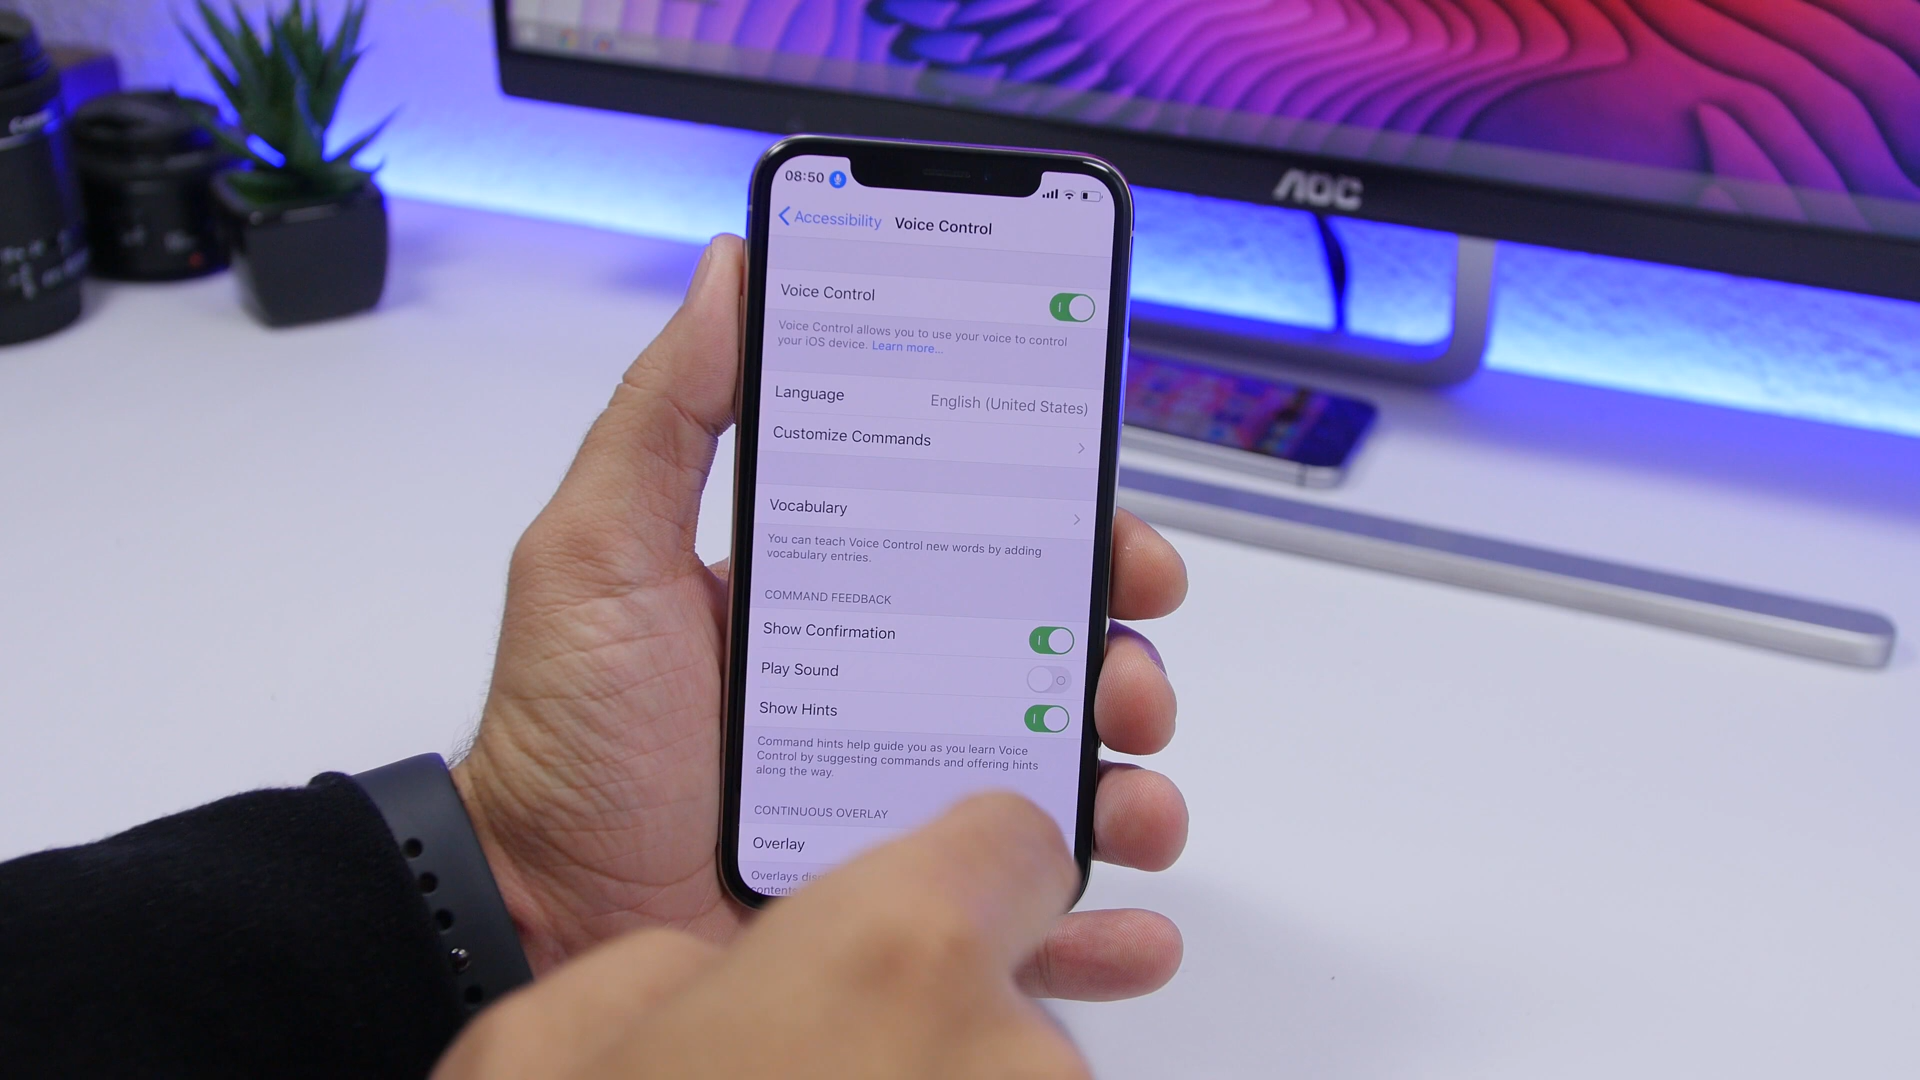 08:50
Accessibility Voice Control
Voice Control
Voice Control allows you to use your voice to control
your iOS device. Learn more...
Language English (United States)
Customize Commands
Vocabulary
You can teach Voice Control new words by adding
vocabulary entries.
COMMAND FEEDBACK
Show Confirmation
Play Sound
Show Hints
Command hints help guide you as you learn Voice
Control by suggesting commands and offering hints
along the way.
CONTINUOUS OVERLAY
Overlay
Overlays
contents
AOC